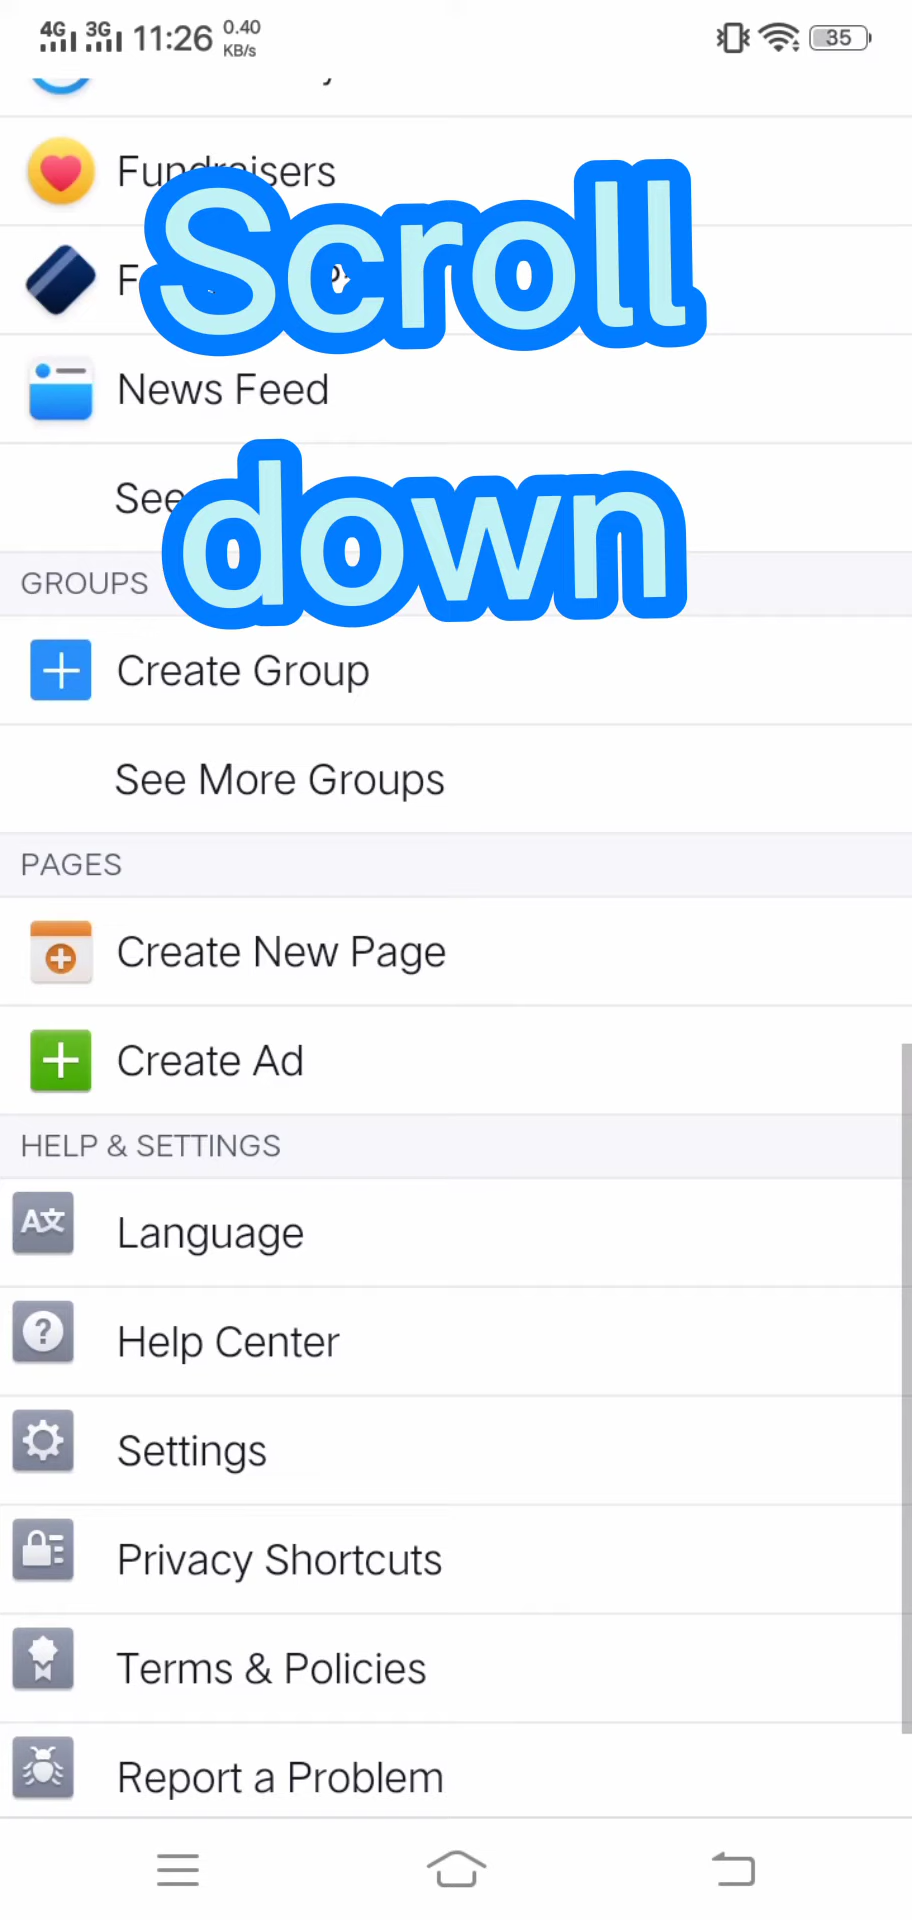 4G 3G 11:26 0.40 KB/s 35
Fundraisers
Scroll
News Feed
See
down
GROUPS
Create Group
See More Groups
PAGES
Create New Page
Create Ad
HELP & SETTINGS
A文 Language
? Help Center
Settings
Privacy Shortcuts
Terms & Policies
Report a Problem